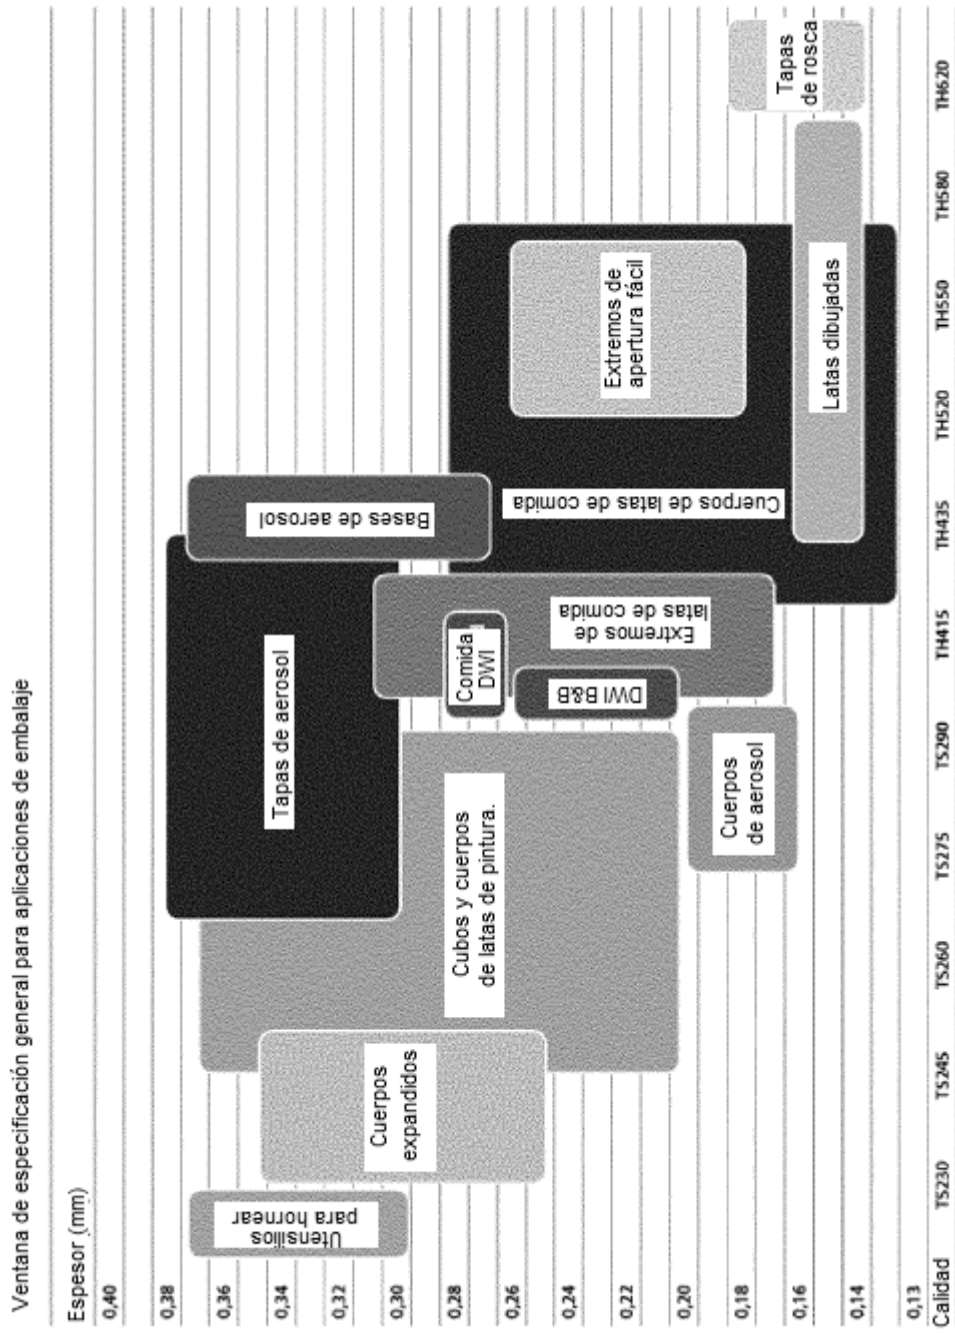 Ventana de especificación general para aplicaciones de embalaje
Espesor (mm)
0,40
0,38
0,36
0,34
0,32
0,30
0,28
0,26
0,24
0,22
0,20
0,18
0,16
0,14
0,13
Calidad
TS230
TS245
TS260
TS275
TS290
TH415
TH435
TH520
TH550
TH580
TH620
Utensilios
para hornear
Cuerpos
expandidos
Cubos y cuerpos
de latas de pintura.
Tapas de aerosol
Bases de aerosol
Comida
DWI
DWI B&B
Extremos de
latas de comida
Cuerpos
de aerosol
Cuerpos de latas de comida
Extremos de
apertura fácil
Latas dibujadas
Tapas
de rosca